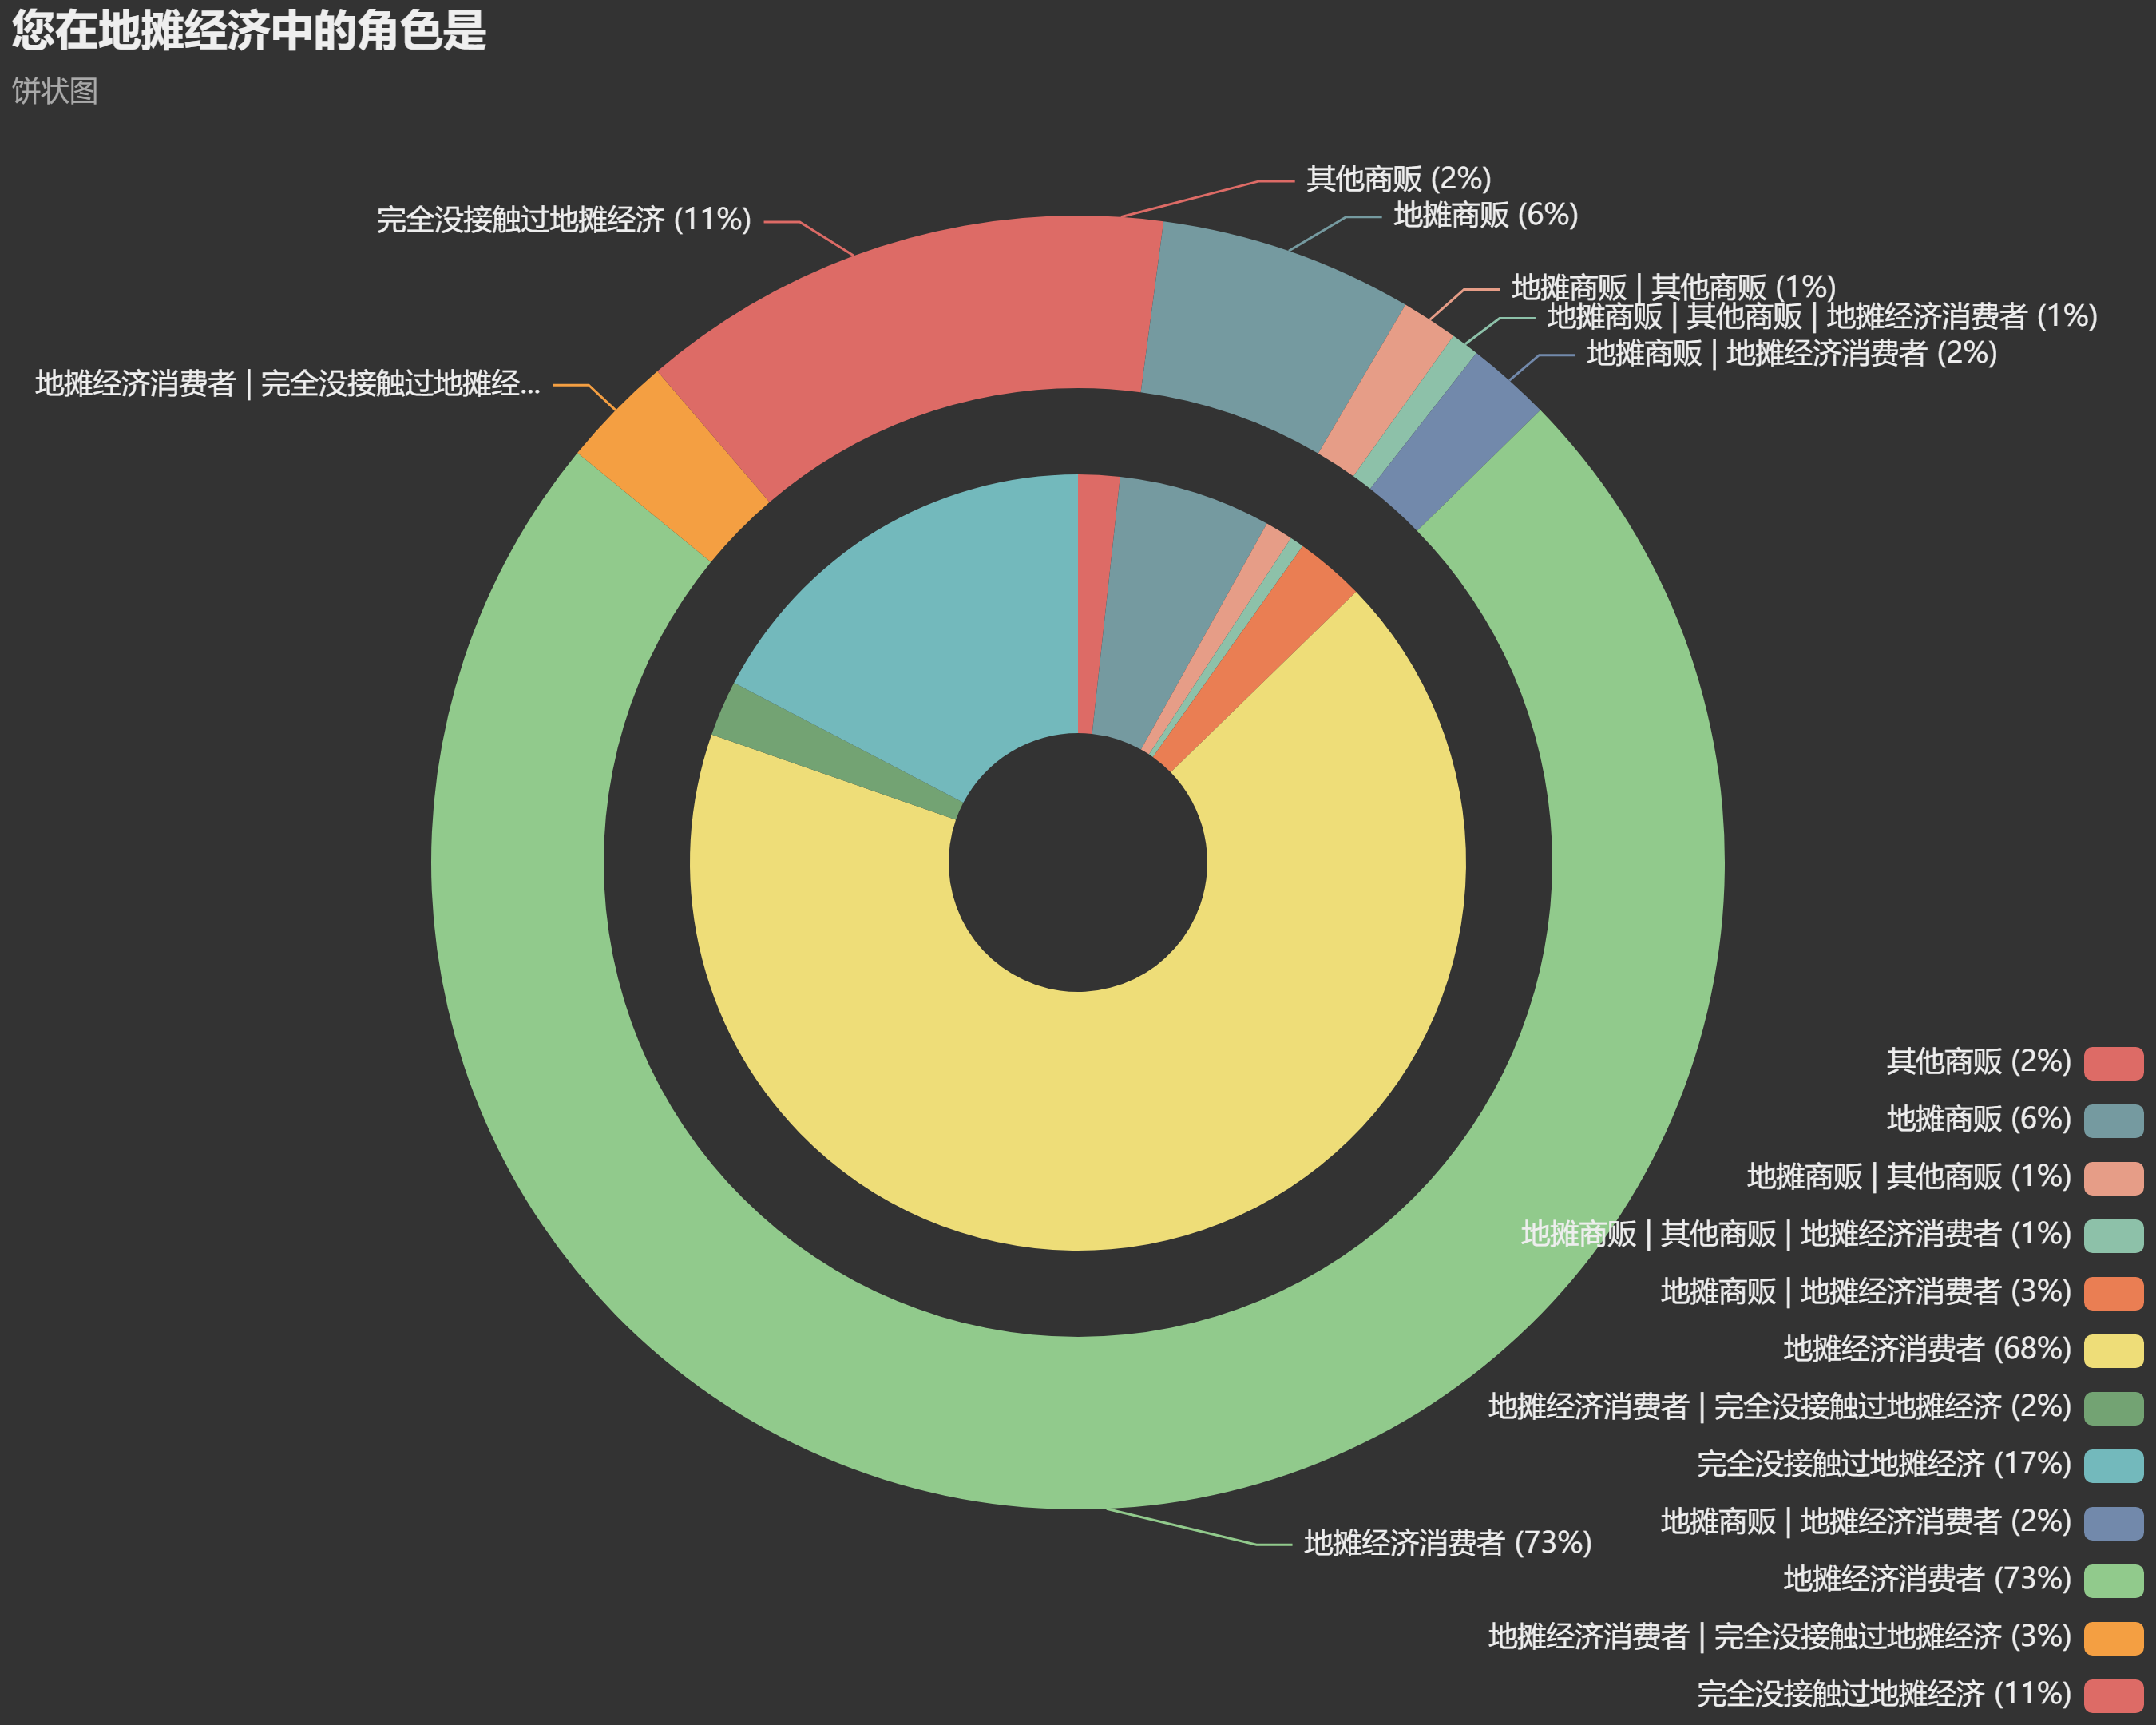 您在地摊经济中的角色是
饼状图
其他商贩 (2%)
完全没接触过地摊经济 (11%)
地摊商贩 (6%)
地摊商贩 | 其他商贩 (1%)
地摊商贩 | 其他商贩 | 地摊经济消费者 (1%)
地摊商贩 | 地摊经济消费者 (2%)
地摊经济消费者 | 完全没接触过地摊经...
其他商贩 (2%)
地摊商贩 (6%)
地摊商贩 | 其他商贩 (1%)
地摊商贩 | 其他商贩 | 地摊经济消费者 (1%)
地摊商贩 | 地摊经济消费者 (3%)
地摊经济消费者 (68%)
地摊经济消费者 | 完全没接触过地摊经济 (2%)
完全没接触过地摊经济 (17%)
地摊商贩 | 地摊经济消费者 (2%)
地摊经济消费者 (73%)
地摊经济消费者 (73%)
地摊经济消费者 | 完全没接触过地摊经济 (3%)
完全没接触过地摊经济 (11%)